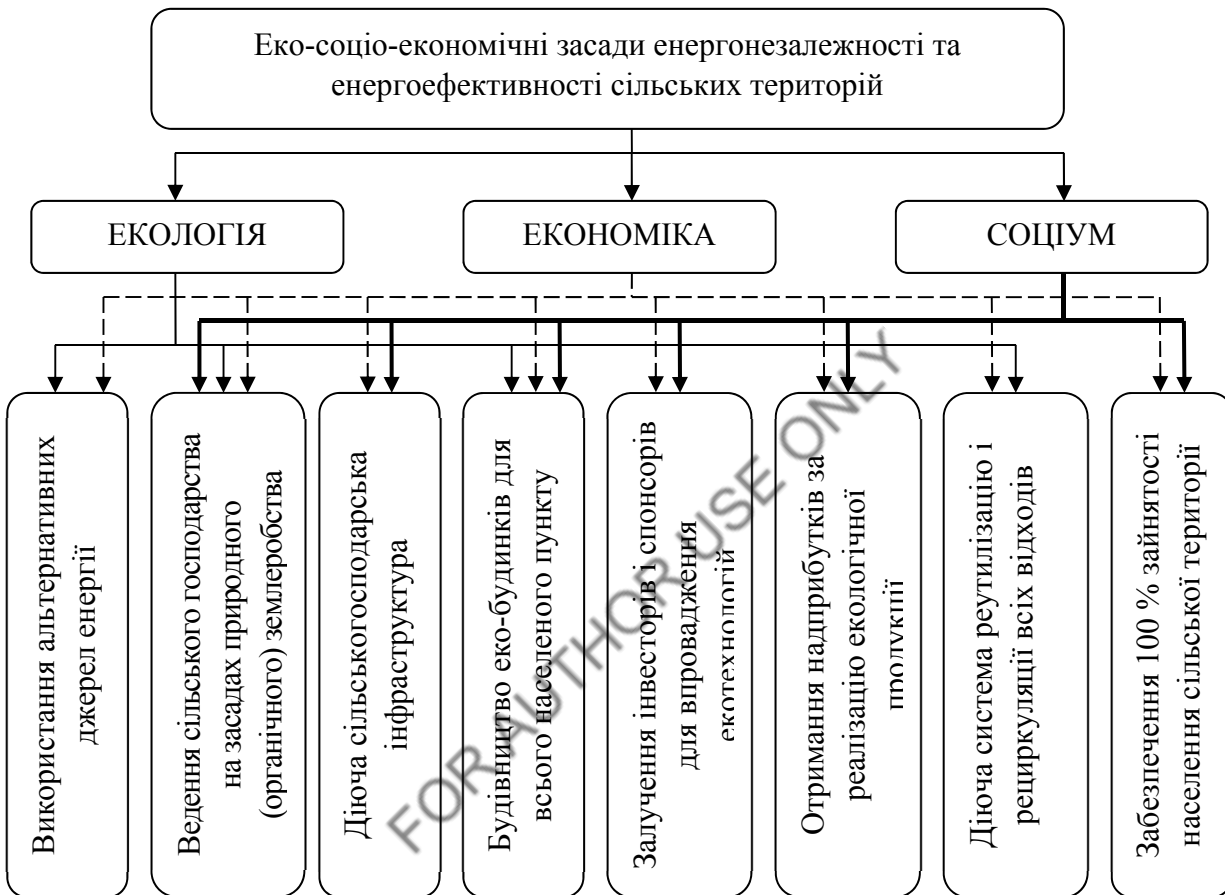 Еко-соціо-економічні засади енергонезалежності та
енергоефективності сільських територій
ЕКОЛОГІЯ
ЕКОНОМІКА
СОЦІУМ
Використання альтернативних
джерел енергії
Ведення сільського господарства
на засадах природного
(органічного) землеробства
Діюча сільськогосподарська
інфраструктура
Будівництво еко-будинків для
всього населеного пункту
Залучення інвесторів і спонсорів
для впровадження
екотехнологій
Отримання надприбутків за
реалізацію екологічної
продукції
Діюча система реутилізацію і
рециркуляції всіх відходів
Забезпечення 100 % зайнятості
населення сільської території
FOR AUTHOR USE ONLY